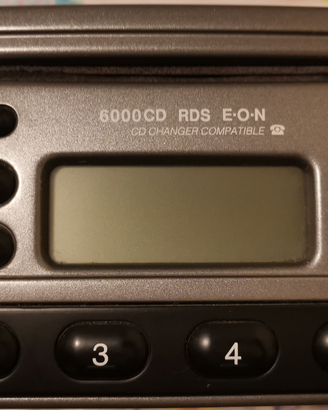 6000CD RDS E·O·N
CD CHANGER COMPATIBLE ☎
3 4